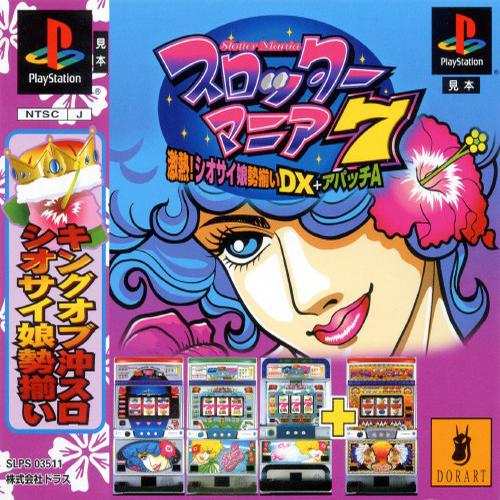 PlayStation
見本
NTSC J
キングオブ沖スロ
シオサイ娘勢揃い
SLPS 03511
株式会社ドラス
Slotter Mania
スロッターマニア7
激熱!シオサイ娘勢揃いDX+アパッチA
PlayStation
見本
DORART